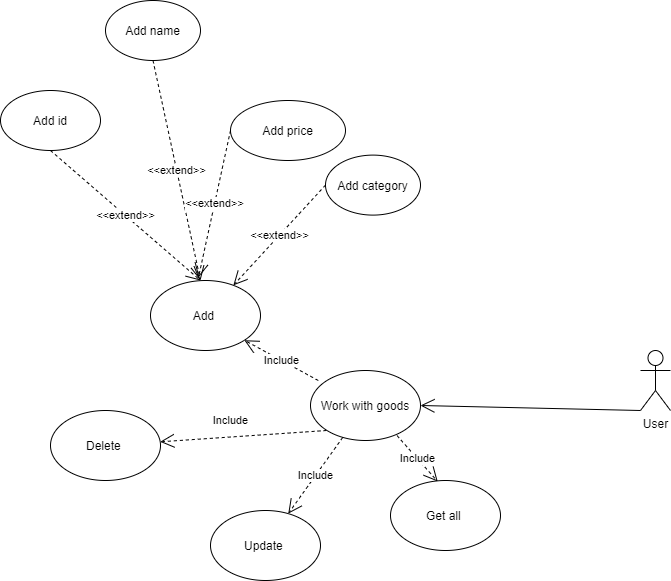 Add name
Add id
Add price
<<extend>>
Add category
<<extend>>
<<extend>>
<<extend>>
Add
Include
Work with goods
User
Include
Delete
Include
Include
Get all
Update